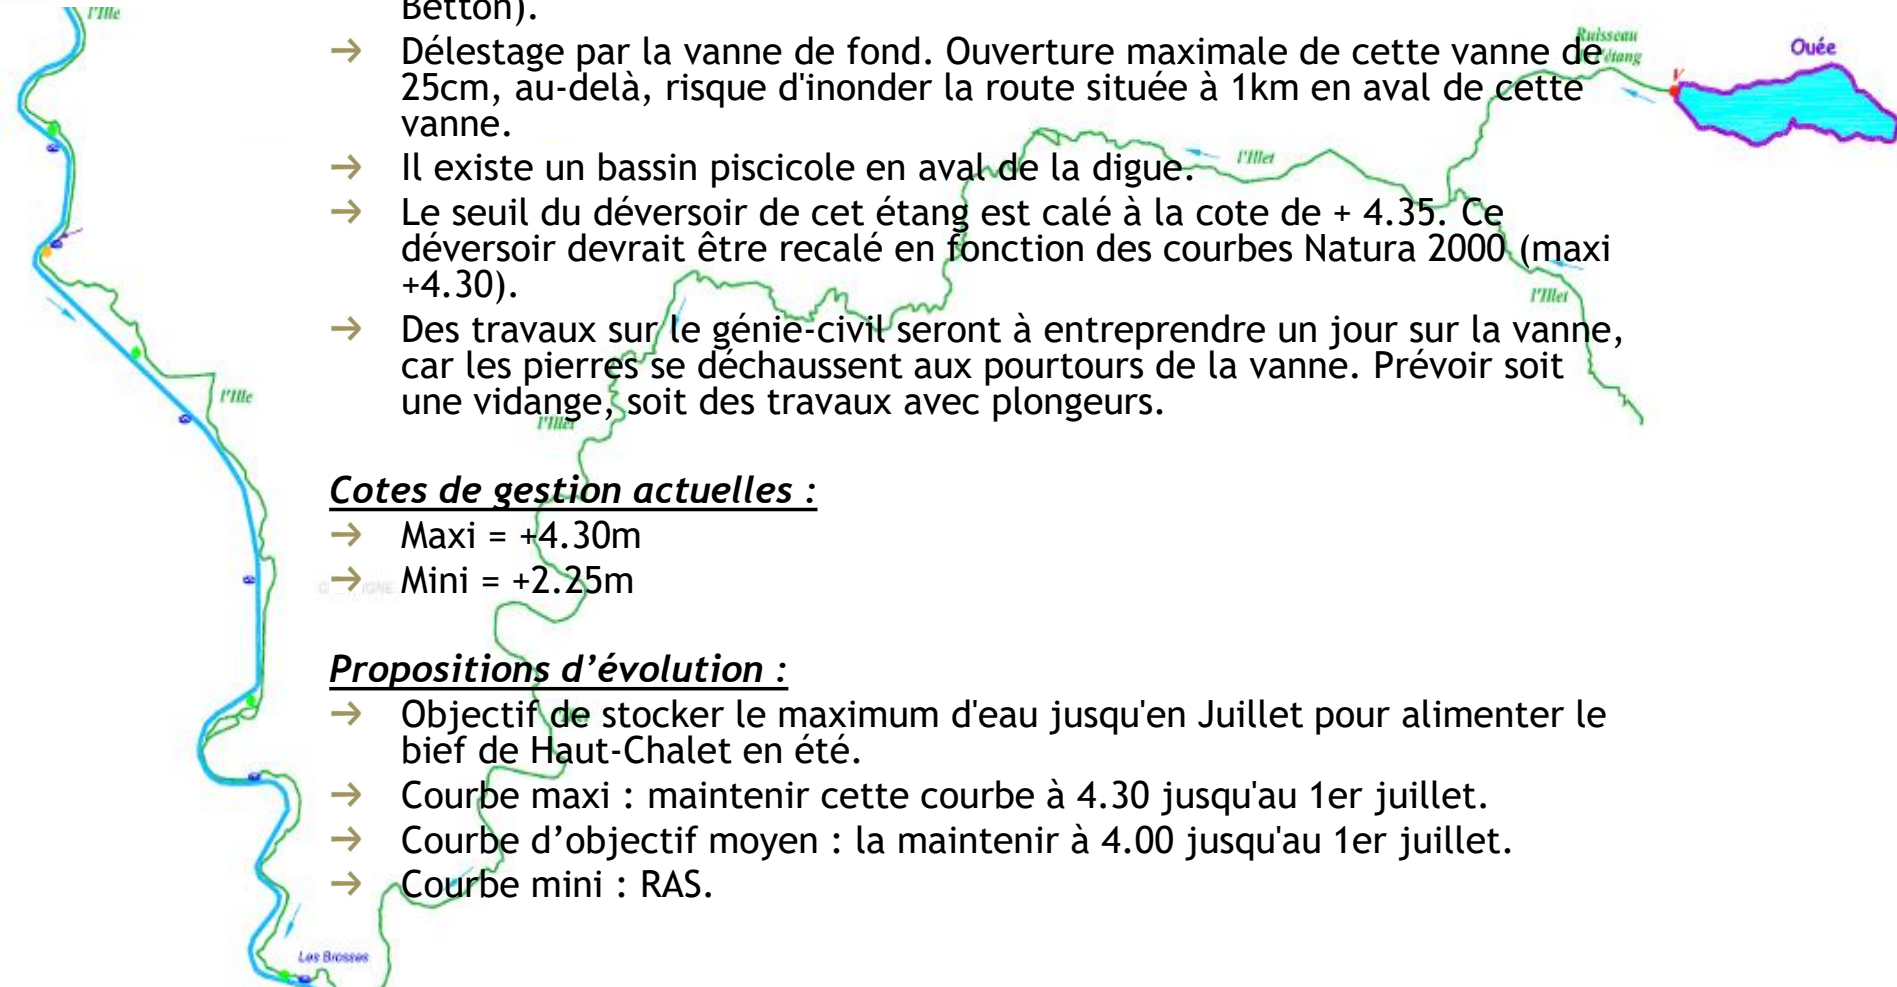 l'Ille
Betton).
→ Délestage par la vanne de fond. Ouverture maximale de cette vanne de
25cm, au-delà, risque d'inonder la route située à 1km en aval de cette
vanne.
Ruisseau
étang
Ouée
V
→ Il existe un bassin piscicole en aval de la digue.
l'Illet
→ Le seuil du déversoir de cet étang est calé à la cote de + 4.35. Ce
déversoir devrait être recalé en fonction des courbes Natura 2000 (maxi
+4.30).
l'Illet
→ Des travaux sur le génie-civil seront à entreprendre un jour sur la vanne,
car les pierres se déchaussent aux pourtours de la vanne. Prévoir soit
une vidange, soit des travaux avec plongeurs.
l'Ille
l'Illet
Cotes de gestion actuelles :
→ Maxi = +4.30m
→ Mini = +2.25m
Propositions d’évolution :
→ Objectif de stocker le maximum d'eau jusqu'en Juillet pour alimenter le
bief de Haut-Chalet en été.
→ Courbe maxi : maintenir cette courbe à 4.30 jusqu'au 1er juillet.
→ Courbe d’objectif moyen : la maintenir à 4.00 jusqu'au 1er juillet.
→ Courbe mini : RAS.
Les Brosses